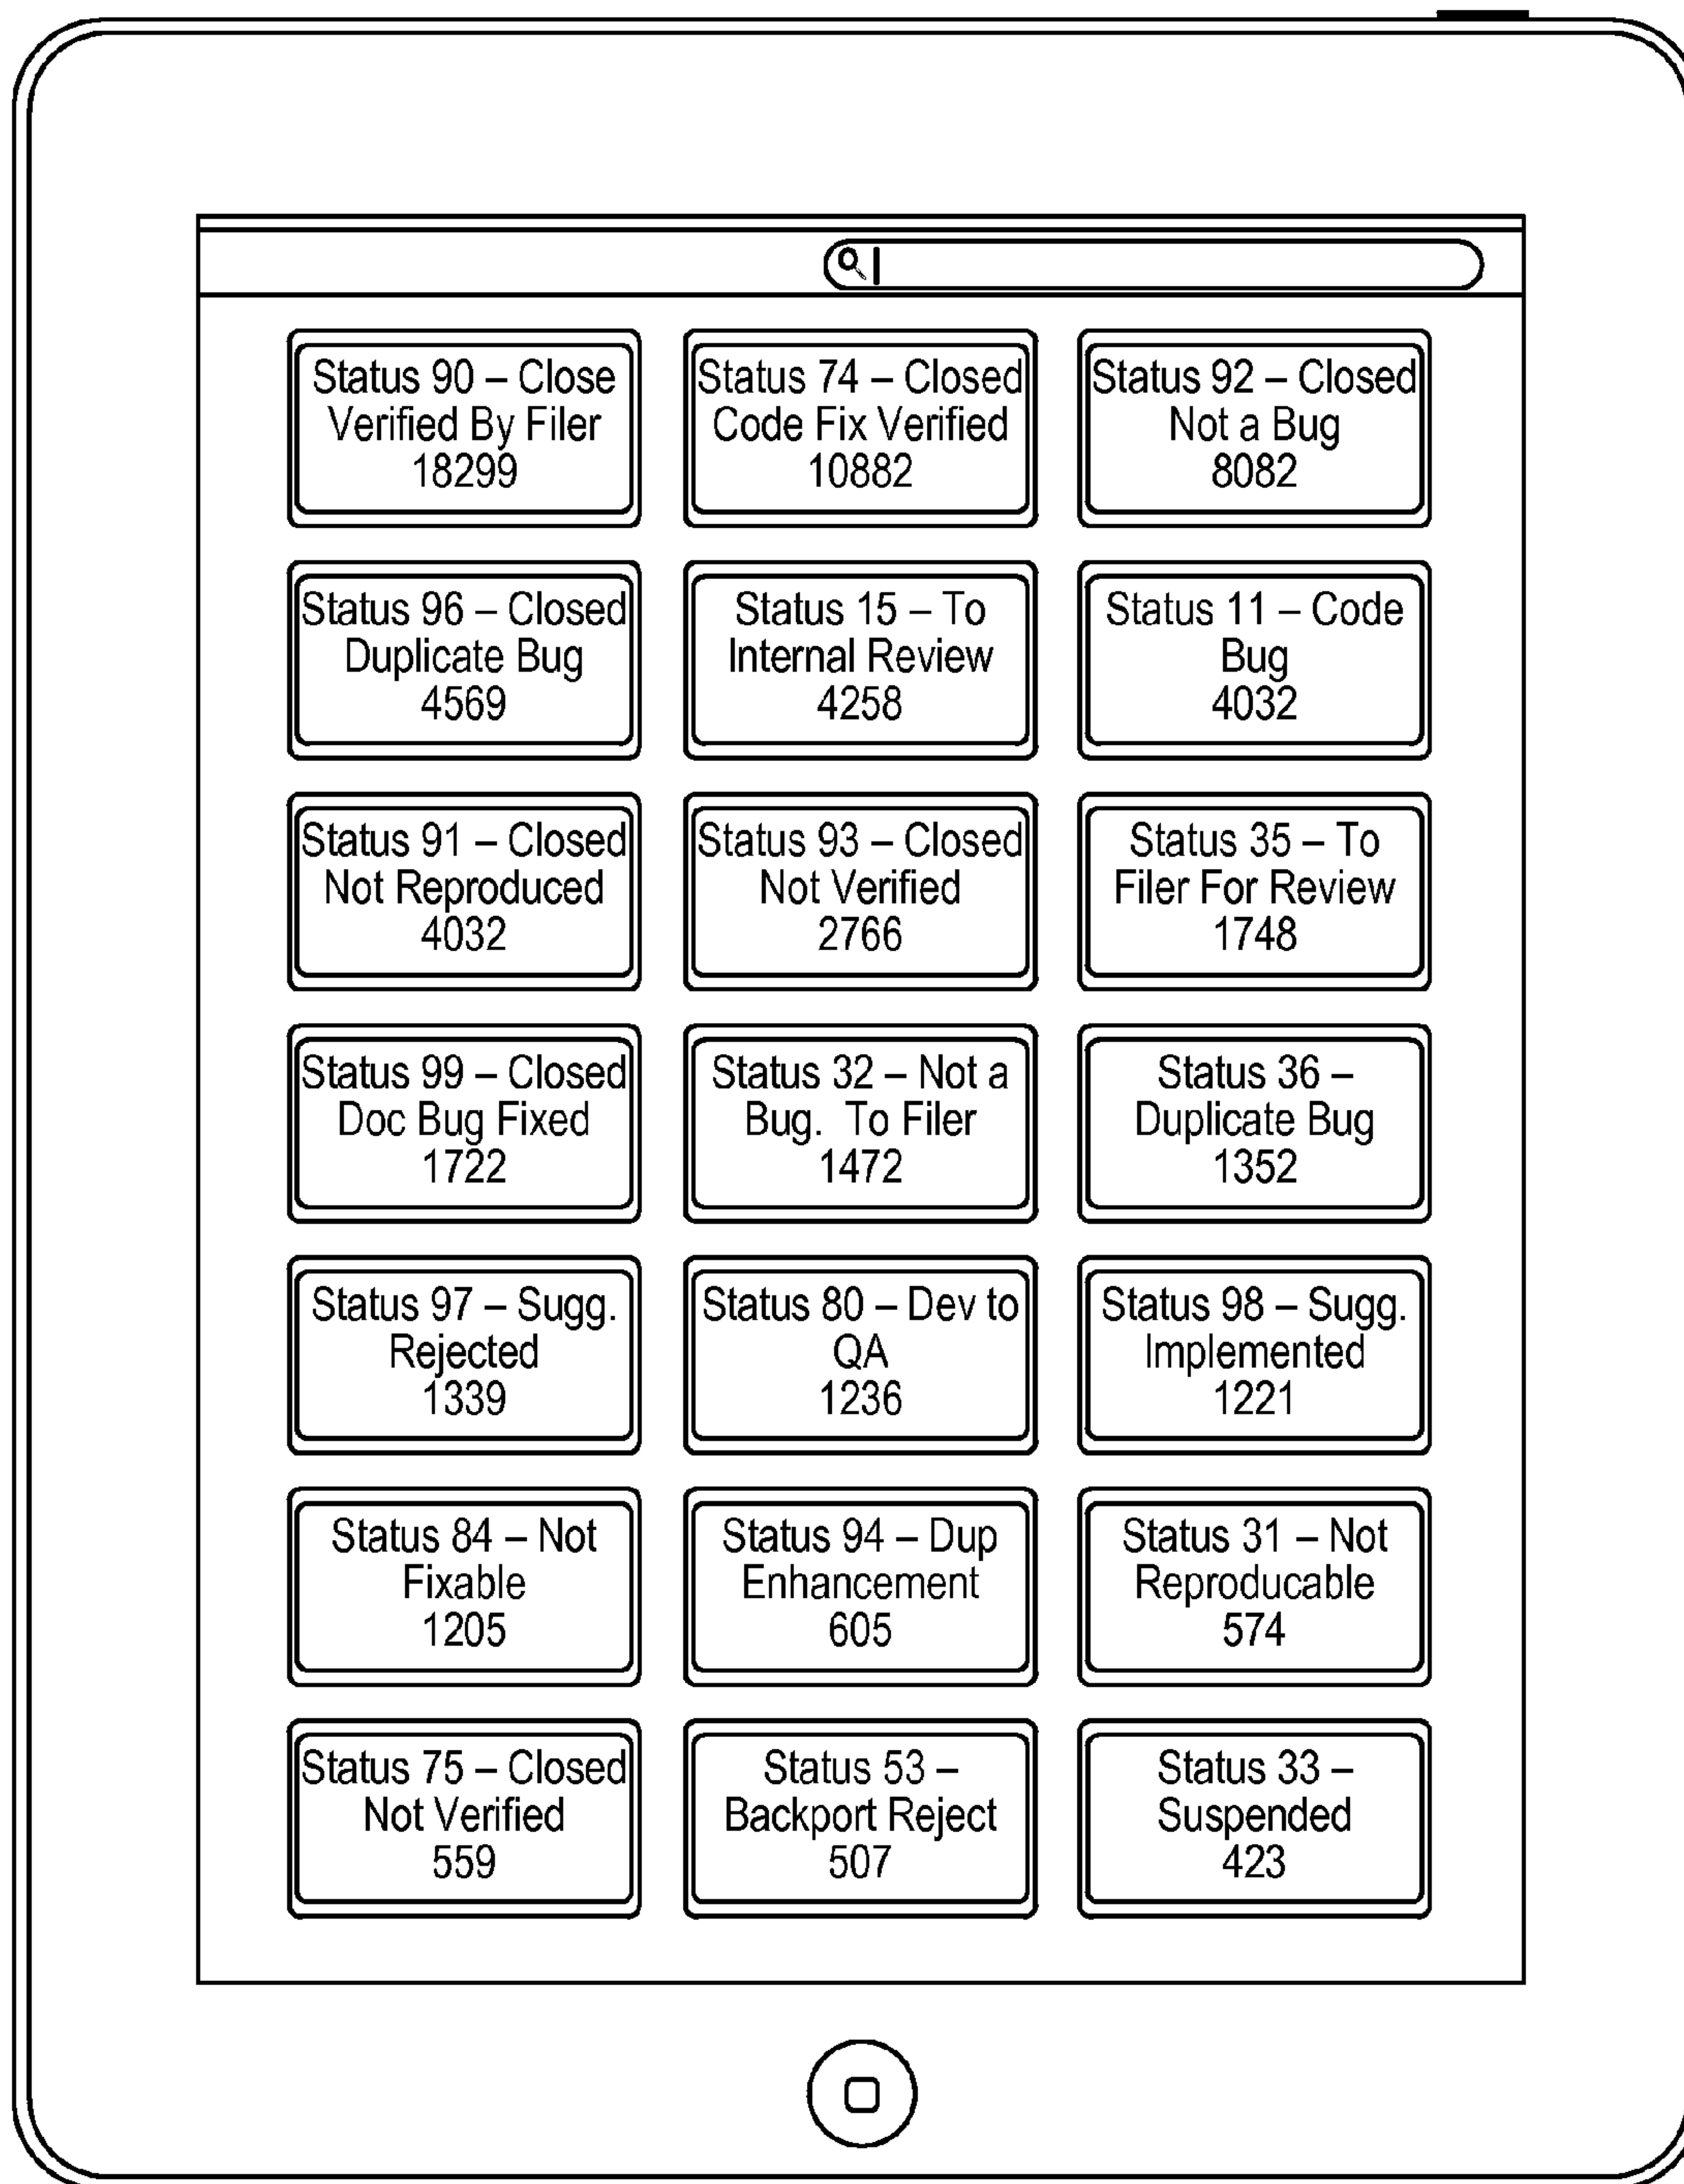 Status 90 – Close
Verified By Filer
18299
Status 74 – Closed
Code Fix Verified
10882
Status 92 – Closed
Not a Bug
8082
Status 96 – Closed
Duplicate Bug
4569
Status 15 – To
Internal Review
4258
Status 11 – Code
Bug
4032
Status 91 – Closed
Not Reproduced
4032
Status 93 – Closed
Not Verified
2766
Status 35 – To
Filer For Review
1748
Status 99 – Closed
Doc Bug Fixed
1722
Status 32 – Not a
Bug.  To Filer
1472
Status 36 –
Duplicate Bug
1352
Status 97 – Sugg.
Rejected
1339
Status 80 – Dev to
QA
1236
Status 98 – Sugg.
Implemented
1221
Status 84 – Not
Fixable
1205
Status 94 – Dup
Enhancement
605
Status 31 – Not
Reproducable
574
Status 75 – Closed
Not Verified
559
Status 53 –
Backport Reject
507
Status 33 –
Suspended
423